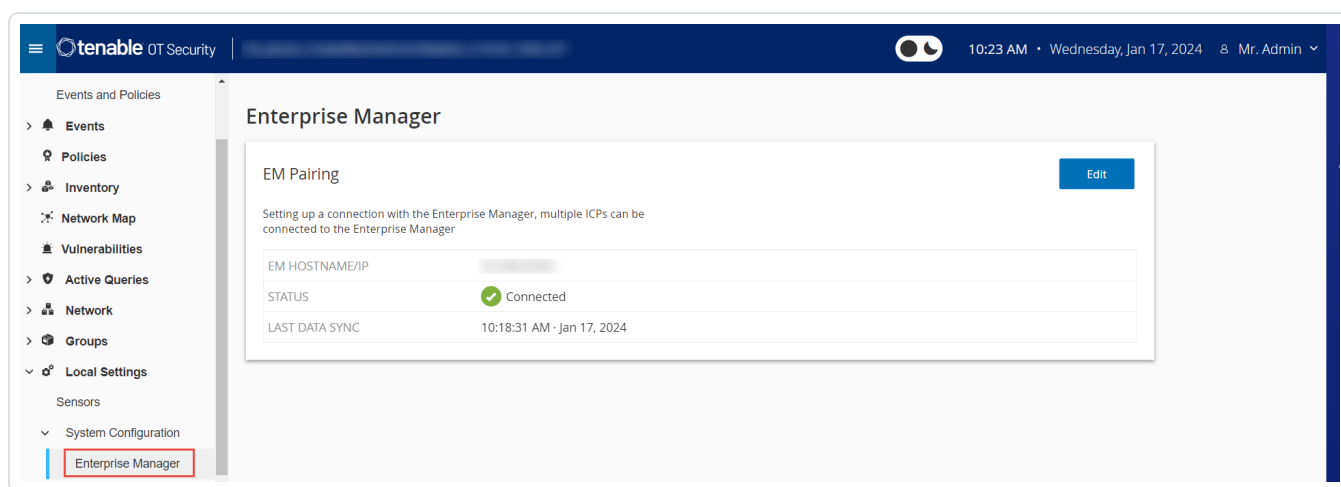 tenable OT Security
10:23 AM • Wednesday, Jan 17, 2024 Mr. Admin
Events and Policies
Events
Policies
Inventory
Network Map
Vulnerabilities
Active Queries
Network
Groups
Local Settings
Sensors
System Configuration
Enterprise Manager
Enterprise Manager
EM Pairing
Edit
Setting up a connection with the Enterprise Manager, multiple ICPs can be
connected to the Enterprise Manager
EM HOSTNAME/IP
STATUS Connected
LAST DATA SYNC 10:18:31 AM · Jan 17, 2024